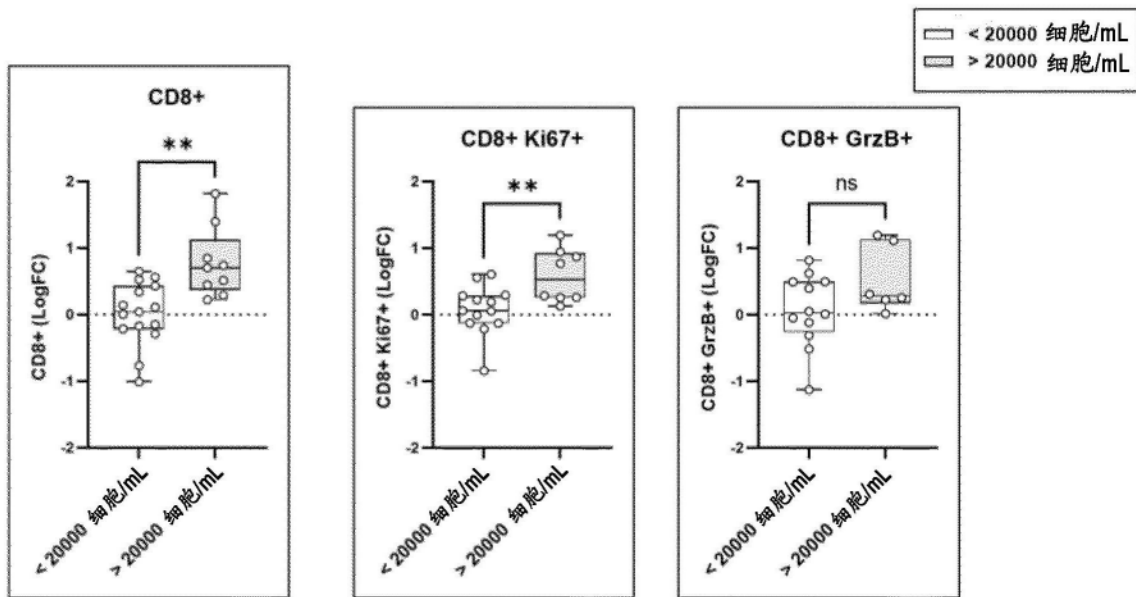 < 20000 细胞/mL
> 20000 细胞/mL
CD8+
**
CD8+ (LogFC)
2
1
0
-1
-2
< 20000 细胞/mL
> 20000 细胞/mL
CD8+ Ki67+
**
CD8+ Ki67+ (LogFC)
2
1
0
-1
-2
< 20000 细胞/mL
> 20000 细胞/mL
CD8+ GrzB+
ns
CD8+ GrzB+ (LogFC)
2
1
0
-1
-2
< 20000 细胞/mL
> 20000 细胞/mL